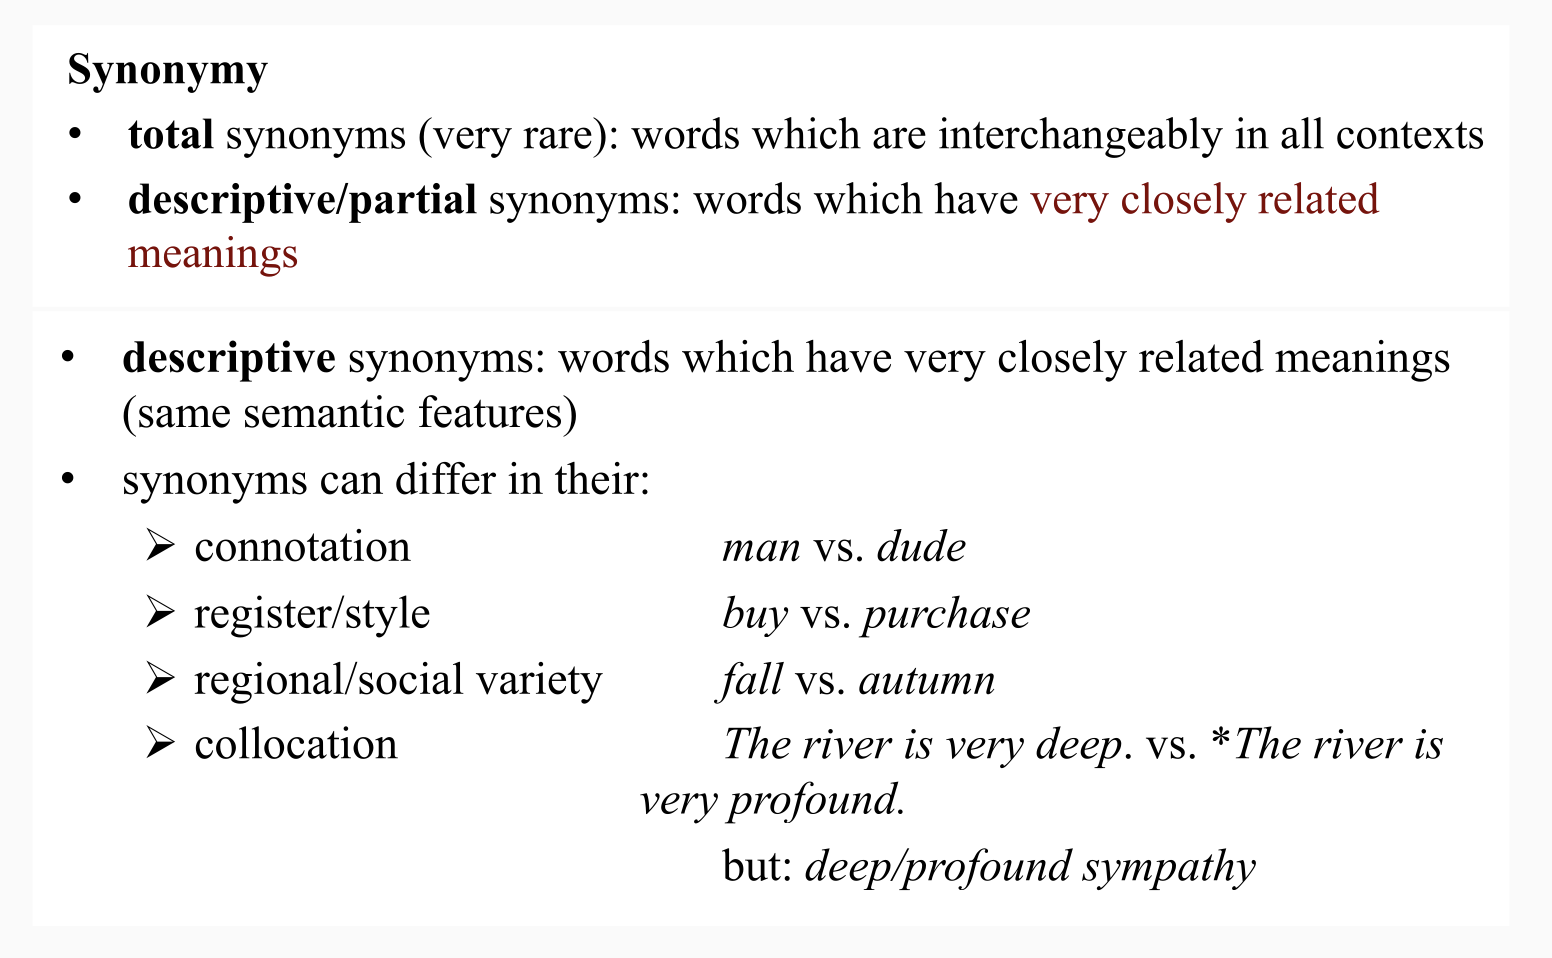 Synonymy
• total synonyms (very rare): words which are interchangeably in all contexts
• descriptive/partial synonyms: words which have very closely related
meanings
• descriptive synonyms: words which have very closely related meanings
(same semantic features)
• synonyms can differ in their:
➢ connotation man vs. dude
➢ register/style buy vs. purchase
➢ regional/social variety fall vs. autumn
➢ collocation The river is very deep. vs. *The river is
very profound.
but: deep/profound sympathy